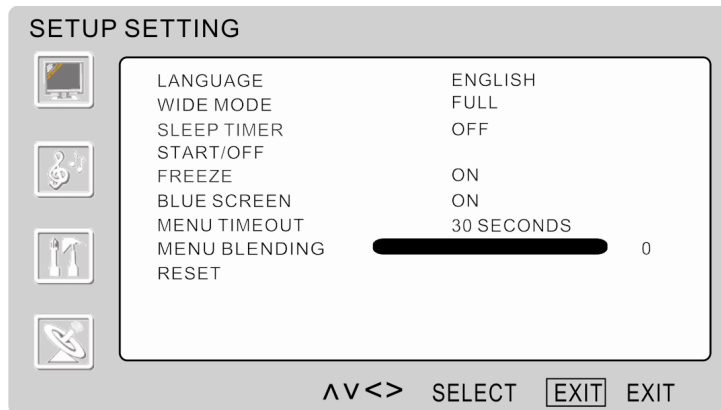 SETUP SETTING
LANGUAGE ENGLISH
WIDE MODE FULL
SLEEP TIMER OFF
START/OFF
FREEZE ON
BLUE SCREEN ON
MENU TIMEOUT 30 SECONDS
MENU BLENDING 0
RESET
∧∨<> SELECT EXIT EXIT